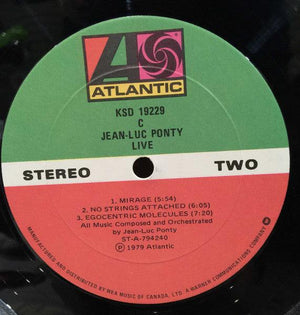 ATLANTIC
KSD 19229
C
JEAN-LUC PONTY
LIVE
STEREO TWO
1. MIRAGE (5:54)
2. NO STRINGS ATTACHED (6:05)
3. EGOCENTRIC MOLECULES (7:20)
All Music Composed and Orchestrated
by Jean-Luc Ponty
ST-A-794240
℗ 1979 Atlantic
MANUFACTURED AND DISTRIBUTED BY WEA MUSIC OF CANADA, LTD. A WARNER COMMUNICATIONS COMPANY